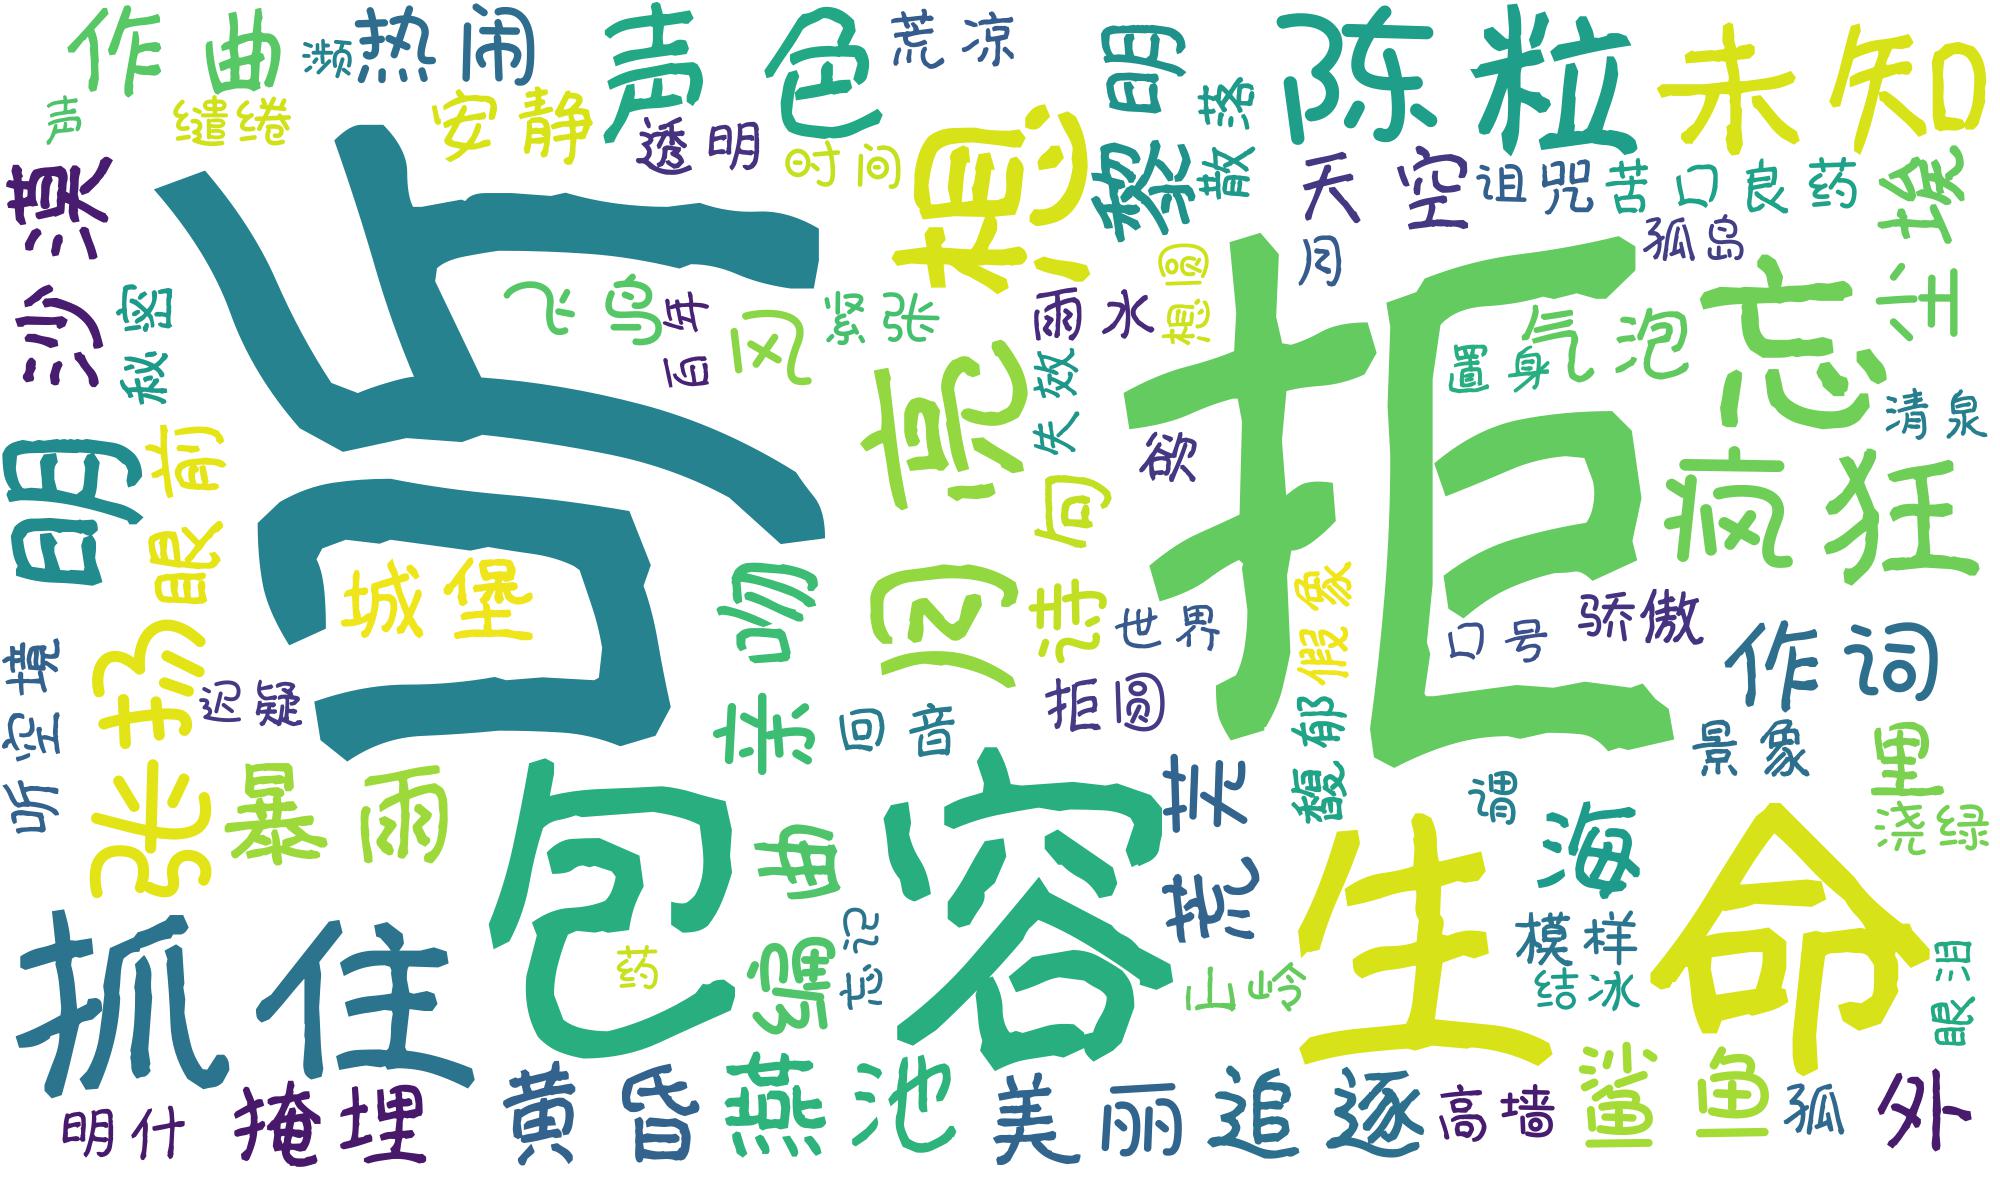 作曲
濒
热闹
声色
荒凉
黎明
散落
陈粒
未知
声
缱绻
安静
透明
时间
想
天空
诅咒
苦口良药
尘埃
沙漠
秘密
月
孤岛
当
飞鸟
百年
风
紧张
雨水
想圆
拒
气泡
置身
忘
清泉
失效
亮
欲
疯狂
明
眼前
诗句
城堡
亲吻
闪
世界
假象
口号
骄傲
作词
听空境
张扬
迟疑
回音
拒圆
馥郁
景象
里
暴雨
包容
荒芜
谓
海
浇绿
生命
编曲
忘记
药
山岭
模样
结冰
眼泪
抓住
明什
掩埋
黄昏
燕池
美丽
追逐
高墙
鲨鱼
孤
外